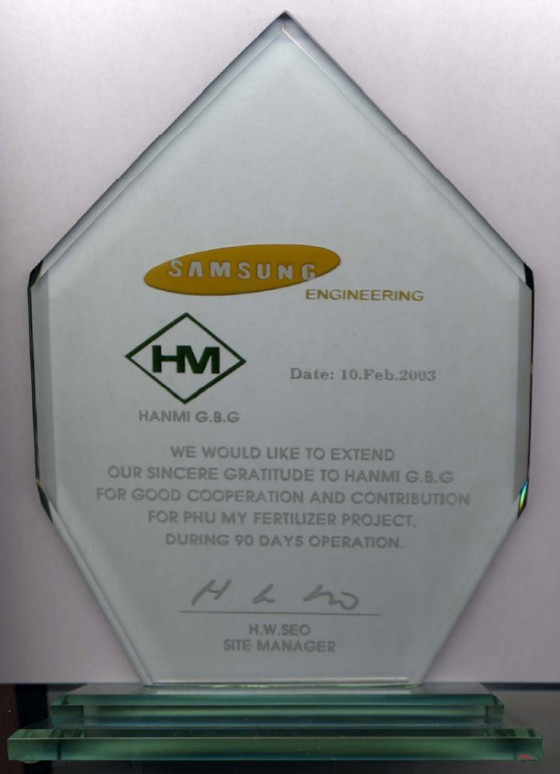 SAMSUNG
ENGINEERING
HM
HANMI G.B.G
Date: 10.Feb.2003
WE WOULD LIKE TO EXTEND
OUR SINCERE GRATITUDE TO HANMI G.B.G
FOR GOOD COOPERATION AND CONTRIBUTION
FOR PHU MY FERTILIZER PROJECT,
DURING 90 DAYS OPERATION.
H.W.SEO
SITE MANAGER